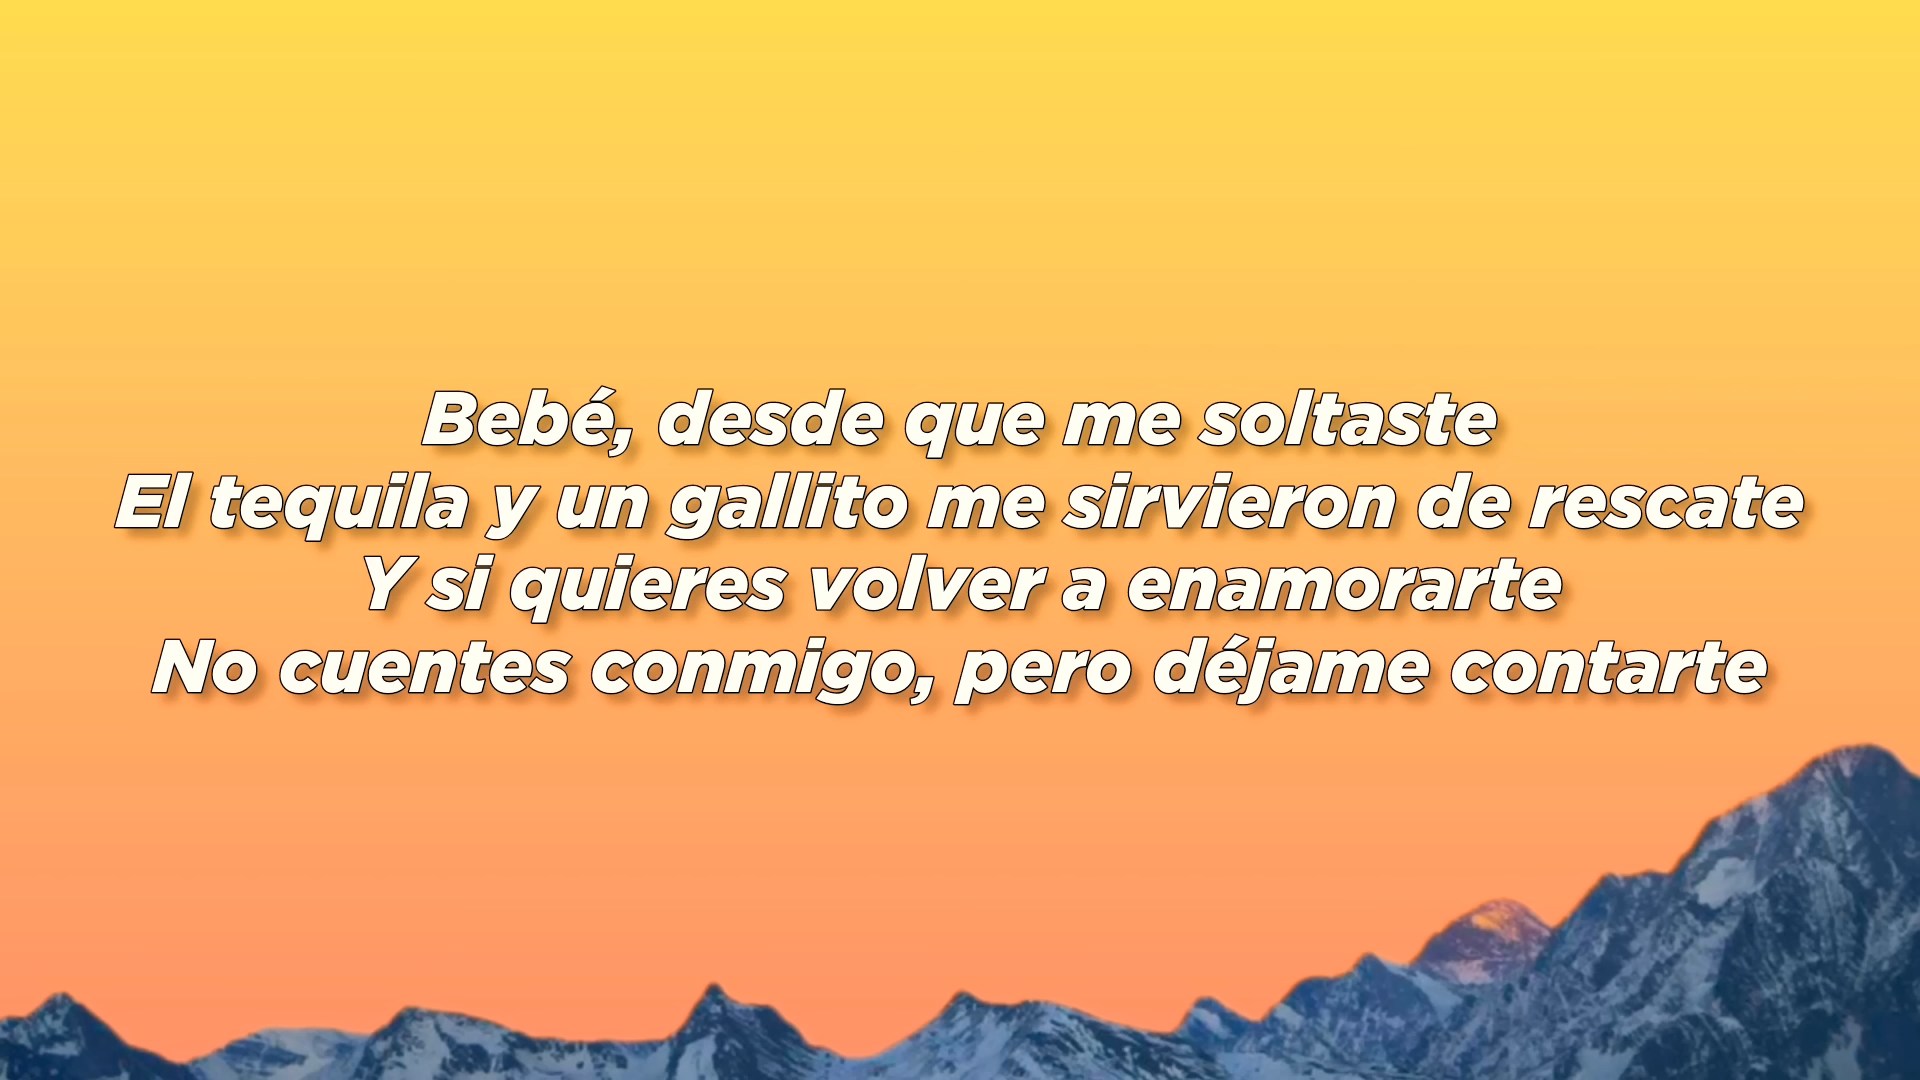 Bebé, desde que me soltaste
El tequila y un gallito me sirvieron de rescate
Y si quieres volver a enamorarte
No cuentes conmigo, pero déjame contarte